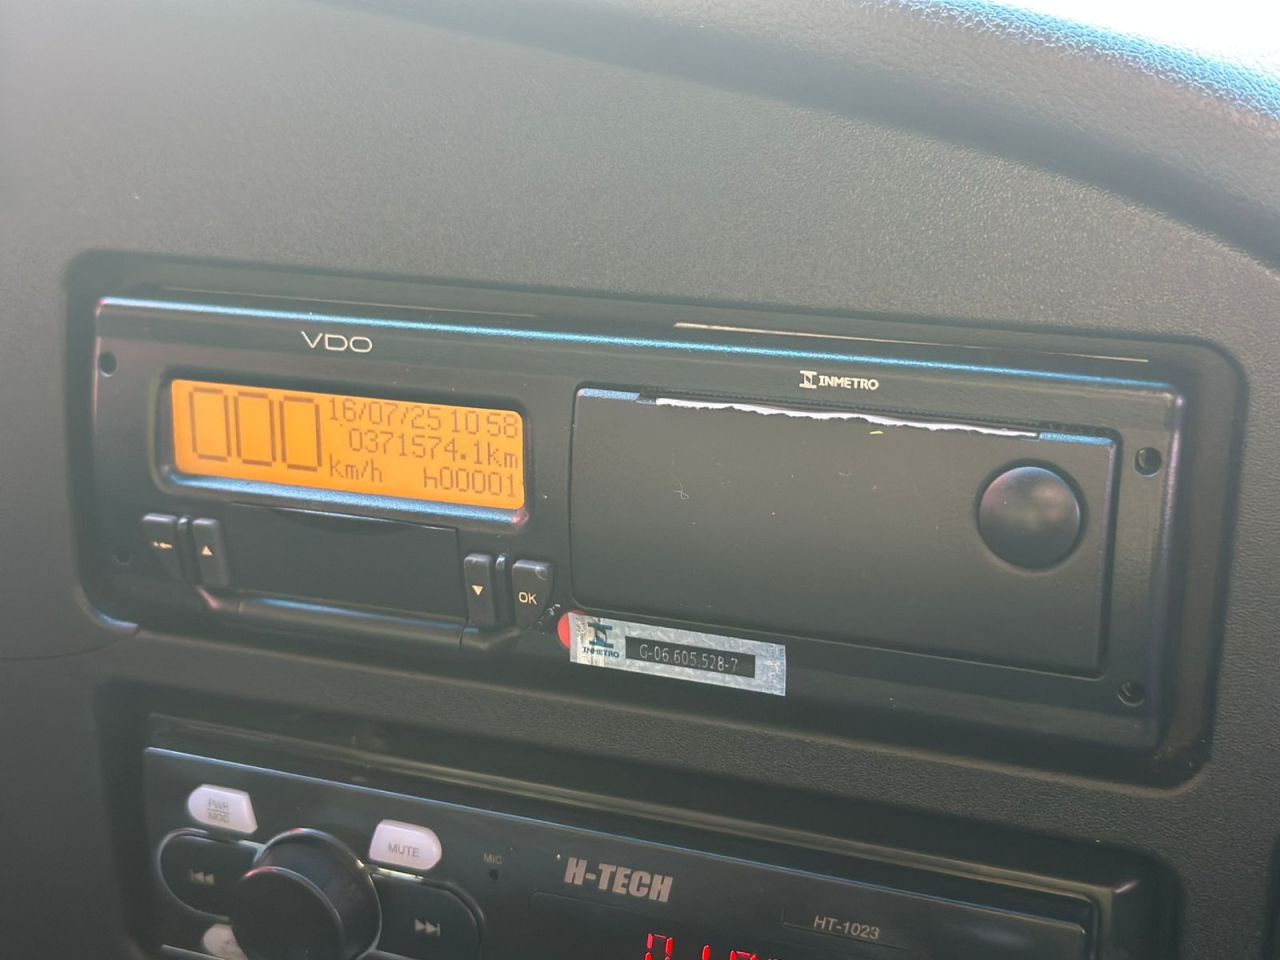 VDO
INMETRO
000
16/07/25 10 58
0371574.1km
km/h h00001
OK
INMETRO
G-06.605.528-7
PWR
MOD
MUTE
MIC
H-TECH
HT-1023